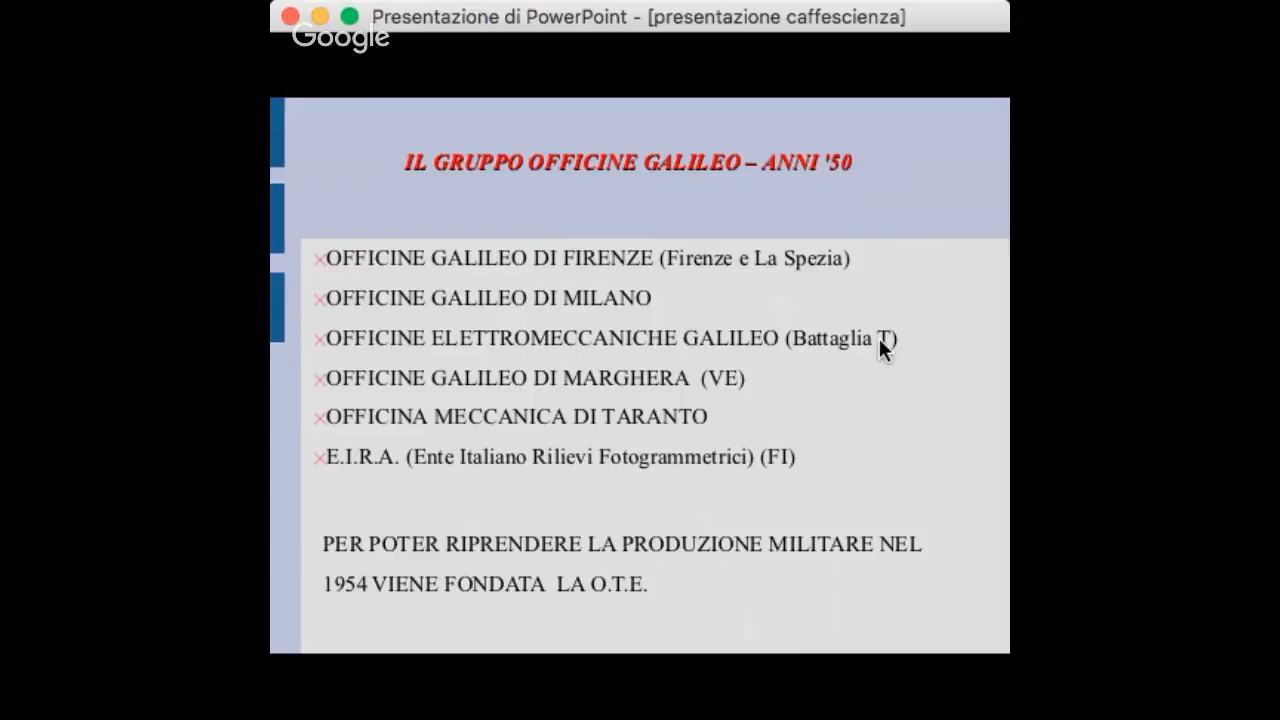 Presentazione di PowerPoint - [presentazione caffescienza]
Google
IL GRUPPO OFFICINE GALILEO – ANNI '50
OFFICINE GALILEO DI FIRENZE (Firenze e La Spezia)
OFFICINE GALILEO DI MILANO
OFFICINE ELETTROMECCANICHE GALILEO (Battaglia T)
OFFICINE GALILEO DI MARGHERA (VE)
OFFICINA MECCANICA DI TARANTO
E.I.R.A. (Ente Italiano Rilievi Fotogrammetrici) (FI)
PER POTER RIPRENDERE LA PRODUZIONE MILITARE NEL
1954 VIENE FONDATA LA O.T.E.